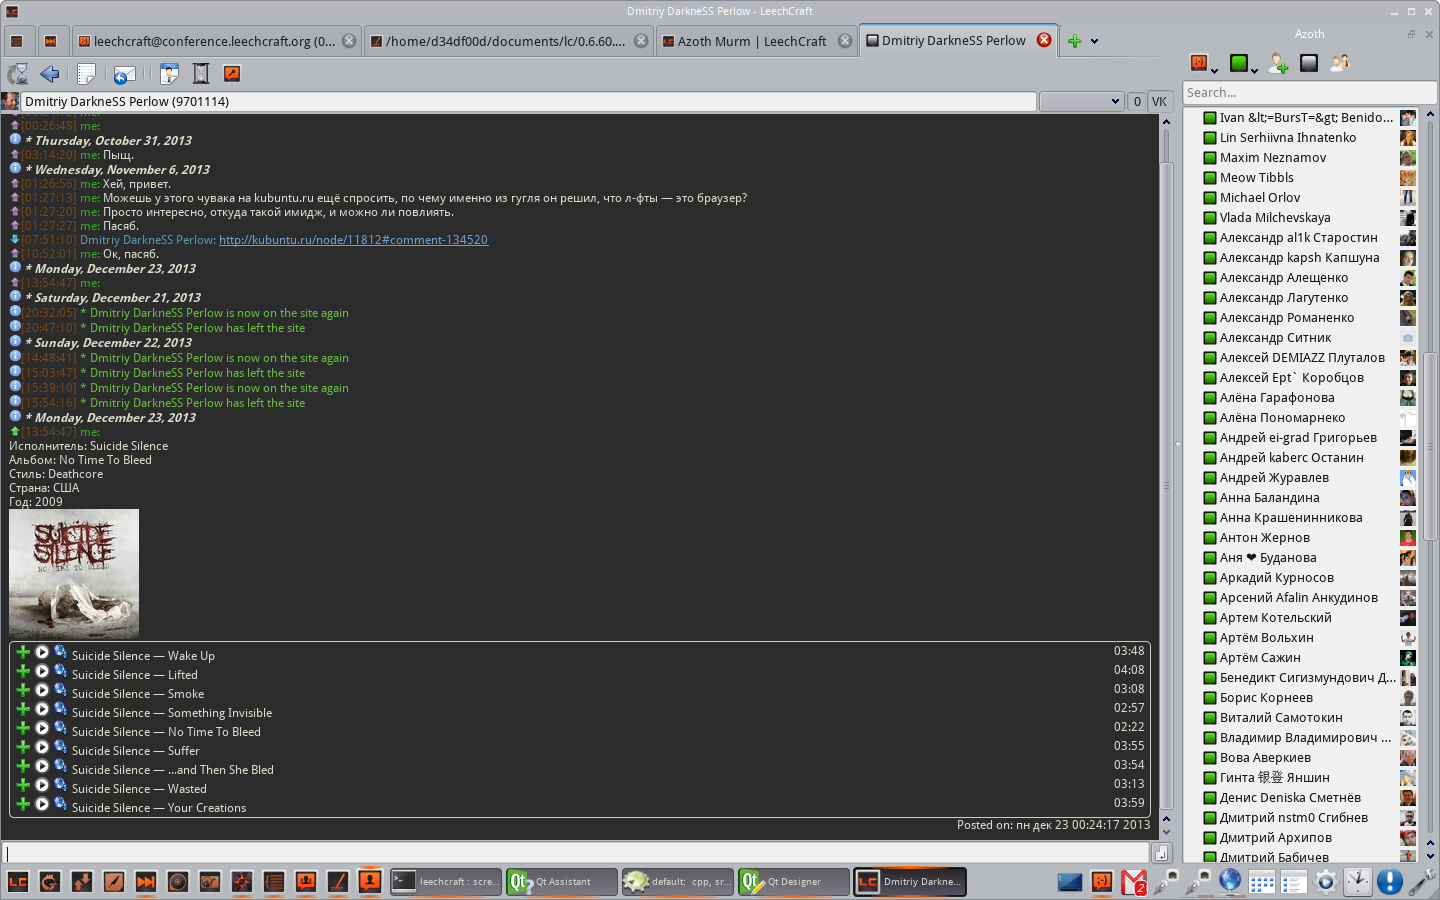 Dmitriy DarkneSS Perlow - LeechCraft
leechcraft@conference.leechcraft.org (0...
/home/d34df00d/documents/lc/0.6.60....
Azoth Murm | LeechCraft
Dmitriy DarkneSS Perlow
Azoth
Dmitriy DarkneSS Perlow (9701114)
0
VK
Search...
[00:26:48] me:
* Thursday, October 31, 2013
[03:14:20] me: Пыщ.
* Wednesday, November 6, 2013
[01:26:56] me: Хей, привет.
[01:27:13] me: Можешь у этого чувака на kubuntu.ru ещё спросить, по чему именно из гугля он решил, что л-фты — это браузер?
[01:27:20] me: Просто интересно, откуда такой имидж, и можно ли повлиять.
[01:27:27] me: Пасяб.
[07:51:10] Dmitriy DarkneSS Perlow: http://kubuntu.ru/node/11812#comment-134520
[10:52:01] me: Ок, пасяб.
* Monday, December 23, 2013
[13:54:47] me:
* Saturday, December 21, 2013
[20:32:05] * Dmitriy DarkneSS Perlow is now on the site again
[20:47:10] * Dmitriy DarkneSS Perlow has left the site
* Sunday, December 22, 2013
[14:48:41] * Dmitriy DarkneSS Perlow is now on the site again
[15:03:47] * Dmitriy DarkneSS Perlow has left the site
[15:39:10] * Dmitriy DarkneSS Perlow is now on the site again
[15:54:16] * Dmitriy DarkneSS Perlow has left the site
* Monday, December 23, 2013
[13:54:47] me:
Исполнитель: Suicide Silence
Альбом: No Time To Bleed
Стиль: Deathcore
Страна: США
Год: 2009
SUICIDE
SILENCE
NO TIME TO BLEED
Suicide Silence — Wake Up 03:48
Suicide Silence — Lifted 04:08
Suicide Silence — Smoke 03:08
Suicide Silence — Something Invisible 02:57
Suicide Silence — No Time To Bleed 02:22
Suicide Silence — Suffer 03:55
Suicide Silence — ...and Then She Bled 03:54
Suicide Silence — Wasted 03:13
Suicide Silence — Your Creations 03:59
Posted on: пн дек 23 00:24:17 2013
Ivan &lt;=BursT=&gt; Benido...
Lin Serhiivna Ihnatenko
Maxim Neznamov
Meow Tibbls
Michael Orlov
Vlada Milchevskaya
Александр al1k Старостин
Александр kapsh Капшуна
Александр Алещенко
Александр Лагутенко
Александр Романенко
Александр Ситник
Алексей DEMIAZZ Плуталов
Алексей Ept` Коробцов
Алёна Гарафонова
Алёна Пономарнеко
Андрей ei-grad Григорьев
Андрей kaberc Останин
Андрей Журавлев
Анна Баландина
Анна Крашенинникова
Антон Жернов
Аня ❤ Буданова
Аркадий Курносов
Арсений Afalin Анкудинов
Артем Котельский
Артём Вольхин
Артём Сажин
Бенедикт Сигизмундович Д...
Борис Корнеев
Виталий Самотокин
Владимир Владимирович ...
Вова Аверкиев
Гинта 银登 Яншин
Денис Deniska Сметнёв
Дмитрий nstm0 Сгибнев
Дмитрий Архипов
Дмитрий Бабичев
leechcraft : scre...
Qt Assistant
default: cpp, sr...
Qt Designer
Dmitriy Darkne...
2